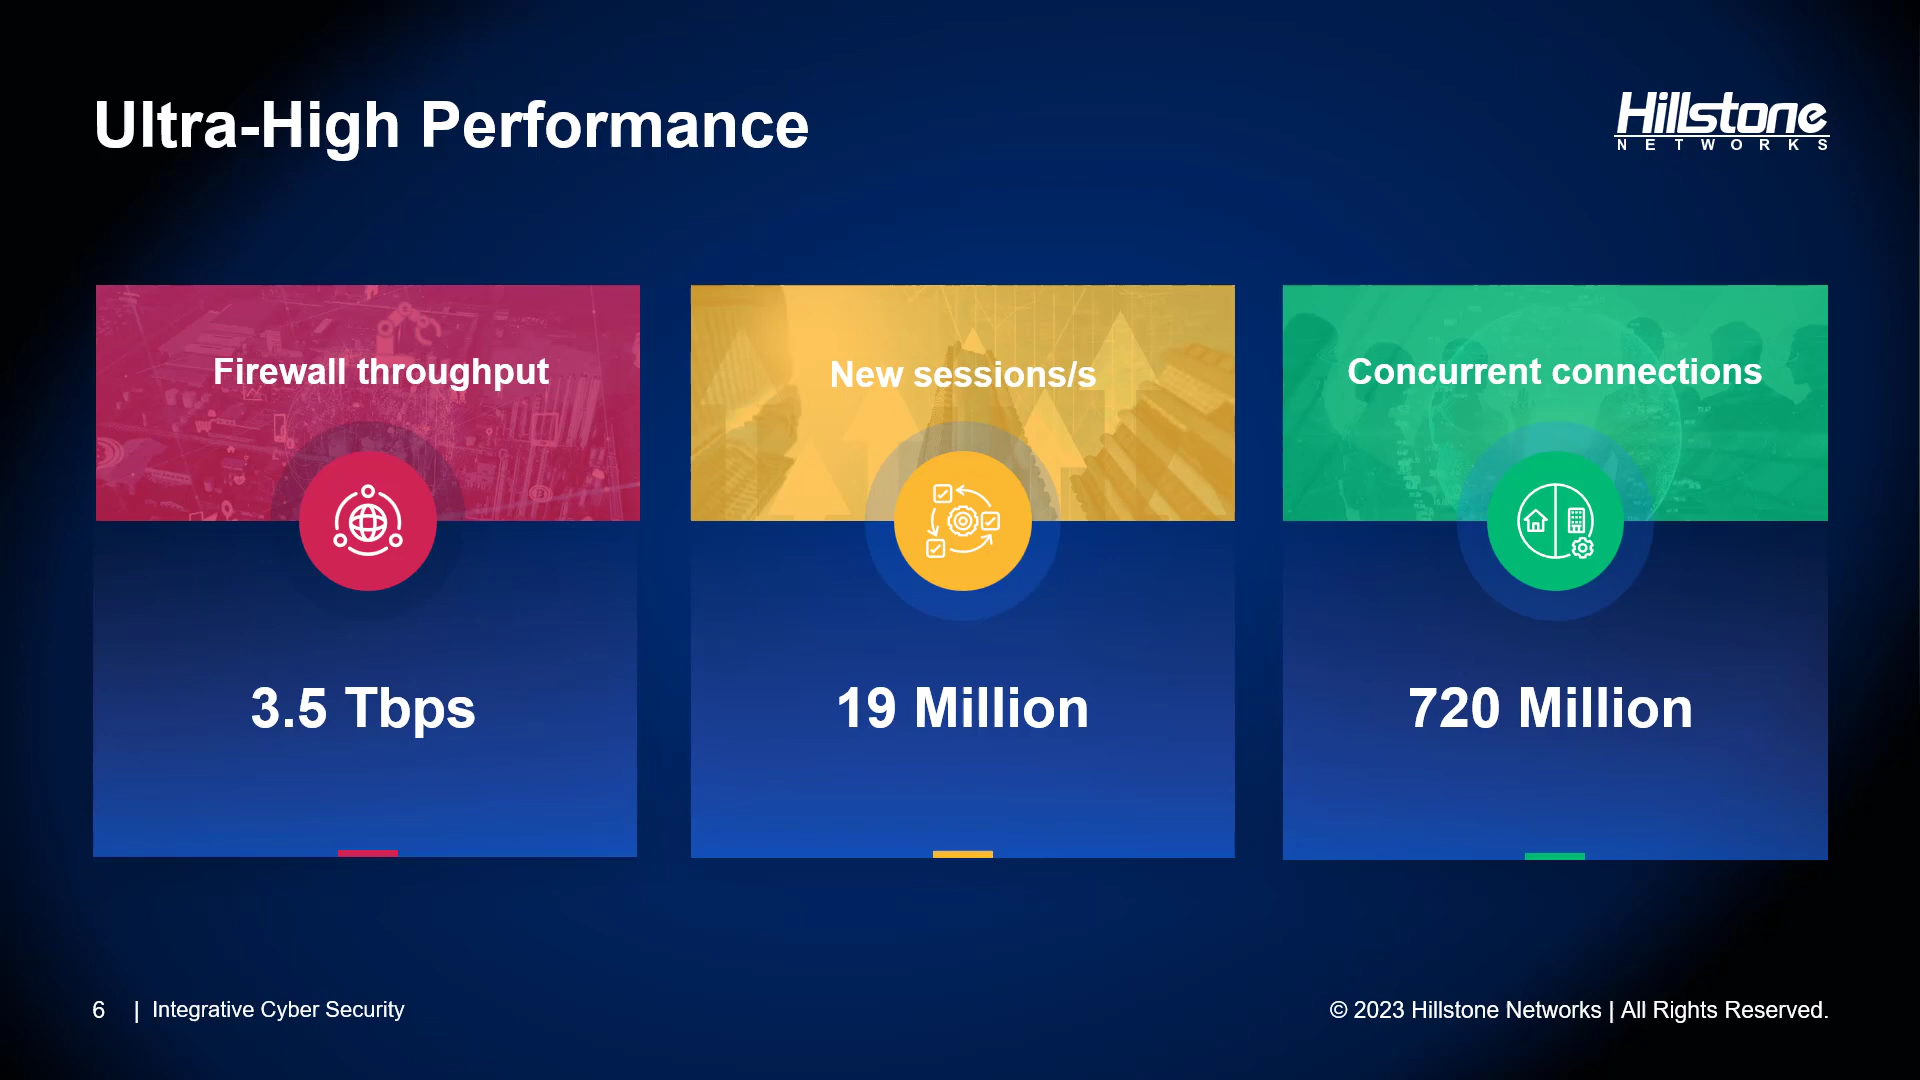 Ultra-High Performance
Hillstone
NETWORKS
Firewall throughput
New sessions/s
Concurrent connections
3.5 Tbps
19 Million
720 Million
6 | Integrative Cyber Security
© 2023 Hillstone Networks | All Rights Reserved.